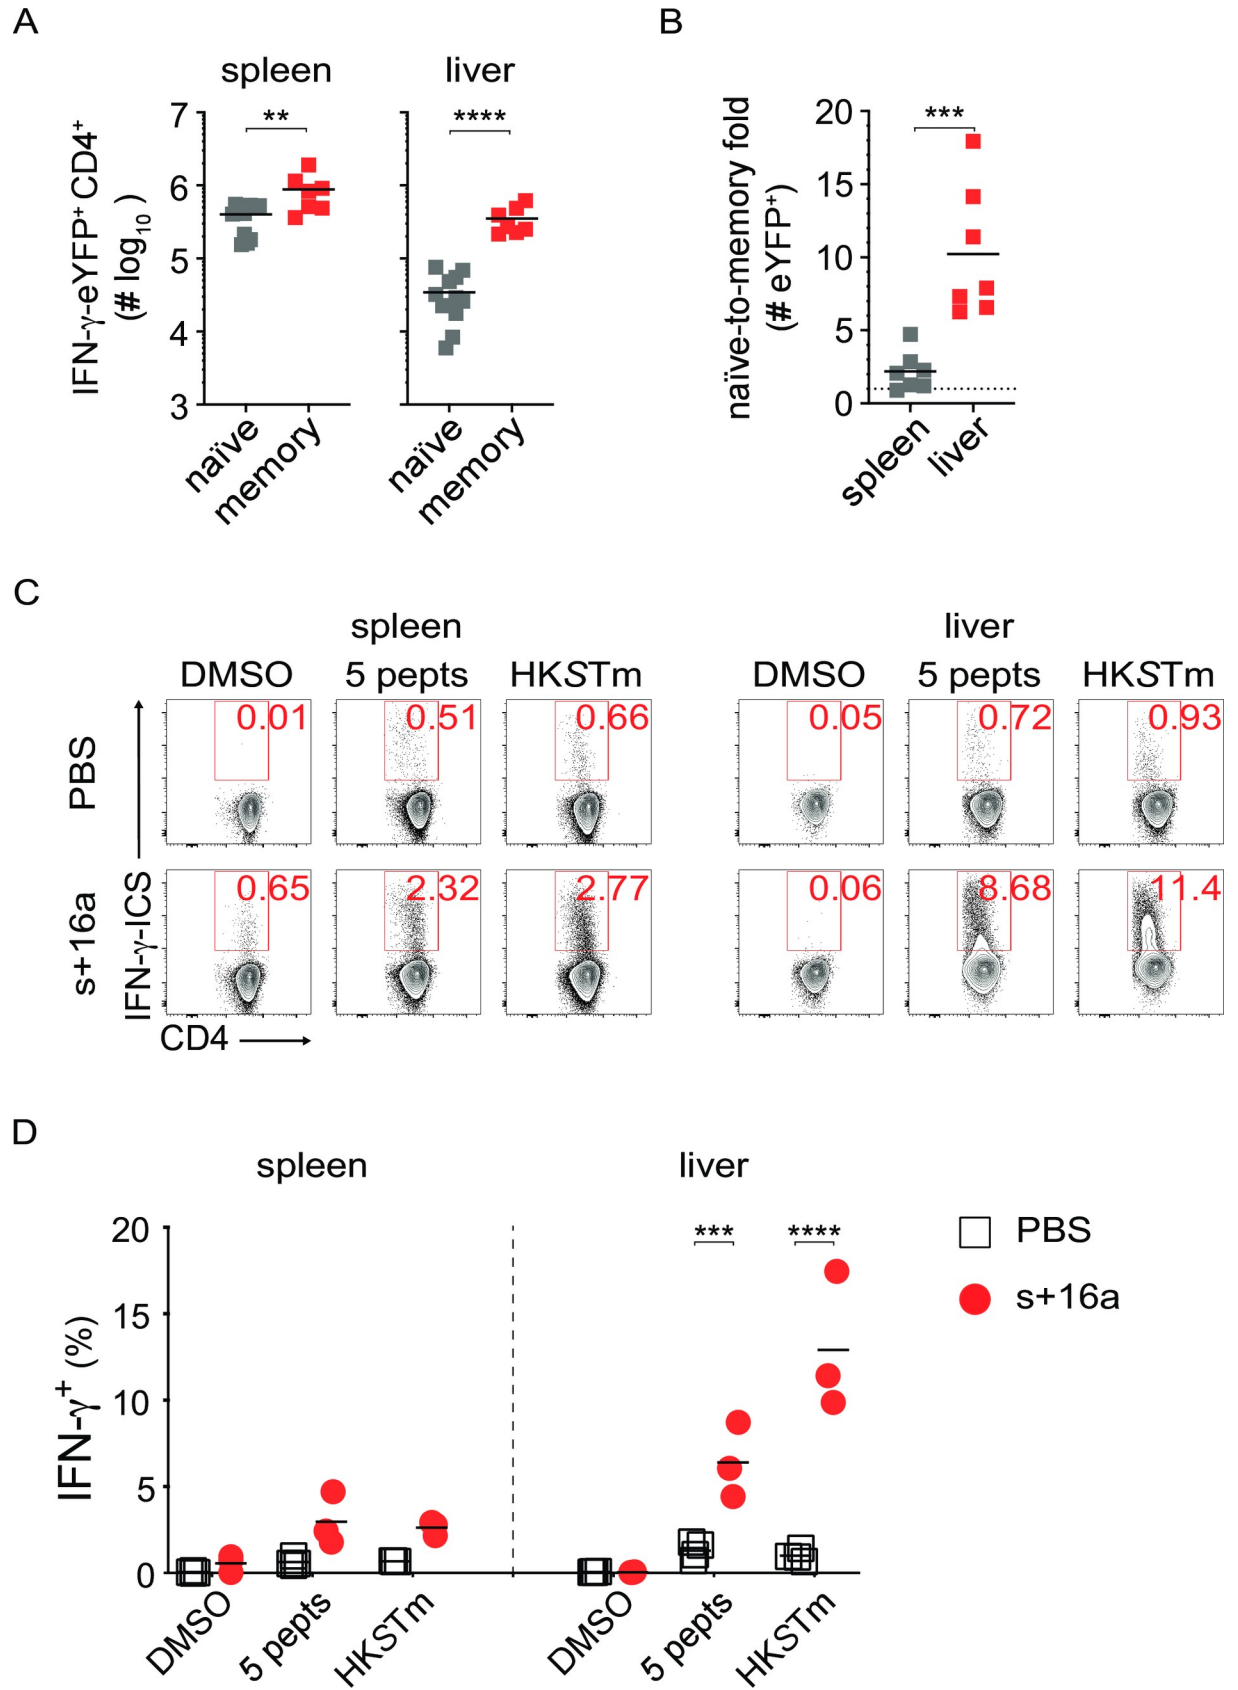 A
B
spleen
liver
IFN-γ-eYFP⁺ CD4⁺
(# log₁₀ )
7
6
5
4
3
**
****
naïve
memory
naïve
memory
naïve-to-memory fold
(# eYFP⁺)
20
15
10
5
0
***
spleen
liver
C
spleen
liver
DMSO
5 pepts
HKSTm
DMSO
5 pepts
HKSTm
PBS
0.01
0.51
0.66
0.05
0.72
0.93
s+16a
0.65
2.32
2.77
0.06
8.68
11.4
IFN-γ-ICS
CD4
D
spleen
liver
IFN-γ⁺ (%)
20
15
10
5
0
***
****
PBS
s+16a
DMSO
5 pepts
HKSTm
DMSO
5 pepts
HKSTm